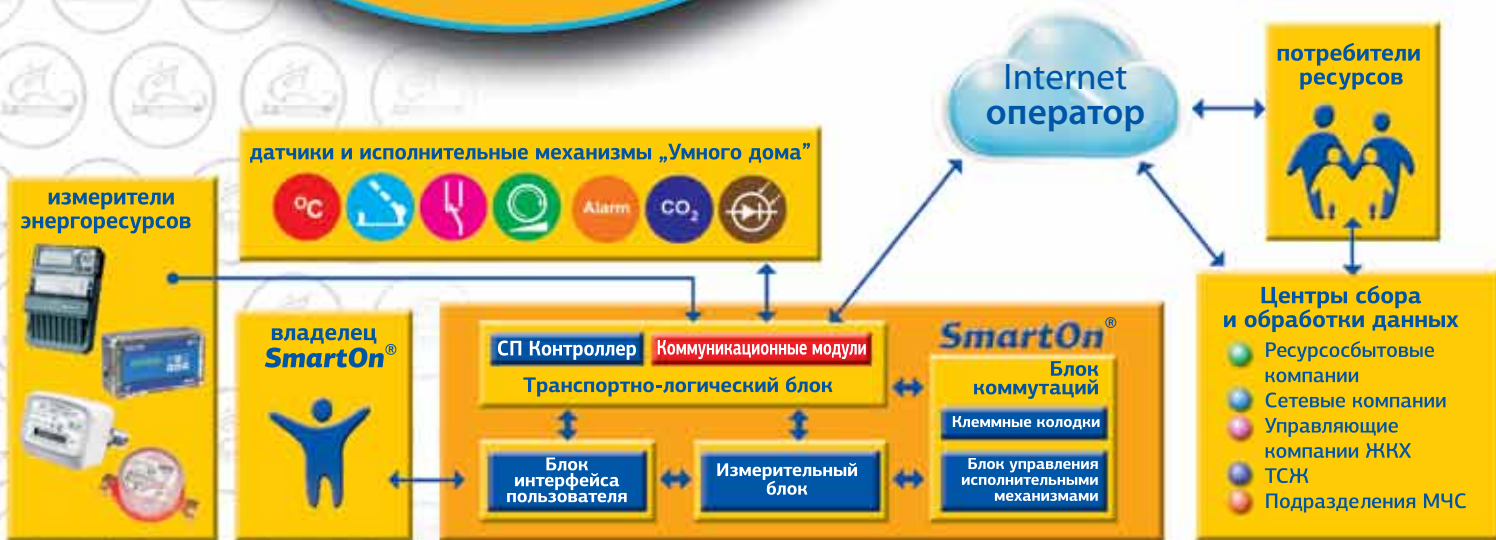 Internet
оператор
потребители
ресурсов
датчики и исполнительные механизмы „Умного дома”
°C
Alarm
CO₂
измерители
энергоресурсов
владелец
SmartOn®
SmartOn®
СП Контроллер
Коммуникационные модули
Транспортно-логический блок
Блок
коммутаций
Клеммные колодки
Блок управления
исполнительными
механизмами
Блок
интерфейса
пользователя
Измерительный
блок
Центры сбора
и обработки данных
Ресурсосбытовые
компании
Сетевые компании
Управляющие
компании ЖКХ
ТСЖ
Подразделения МЧС